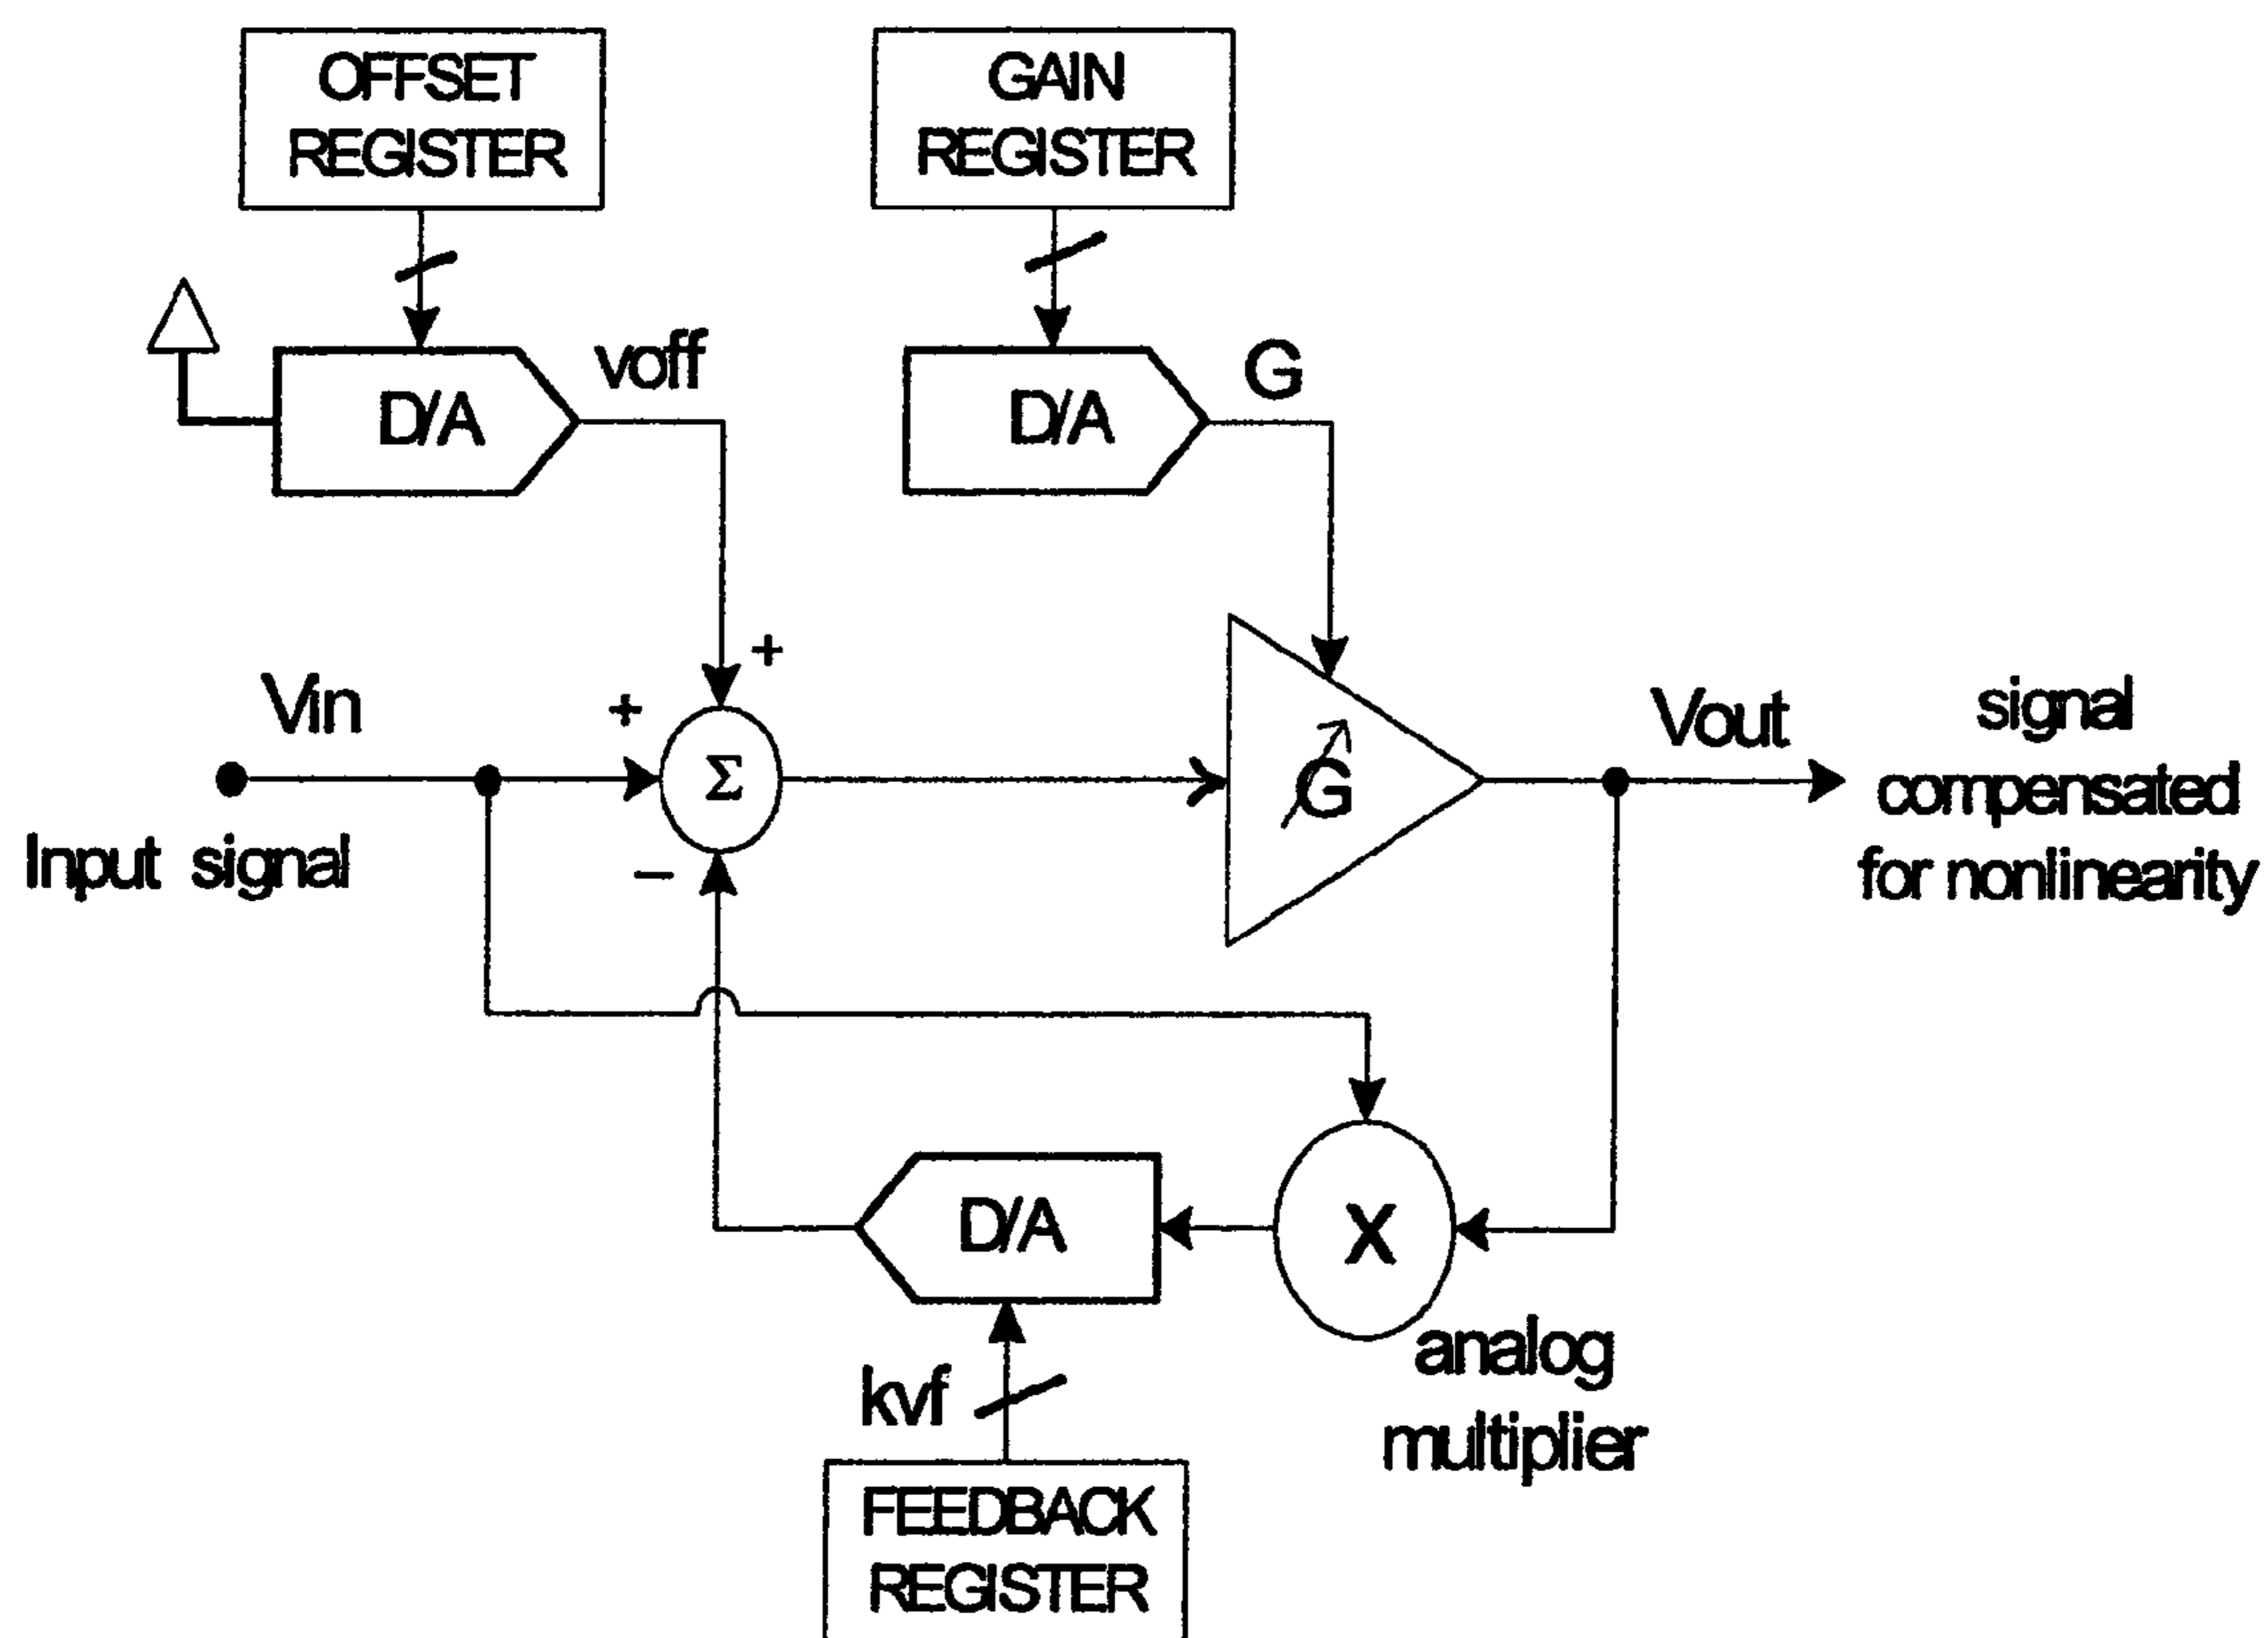 OFFSET
REGISTER
GAIN
REGISTER
D/A
voff
D/A
G
+
Vin
+
Σ
G
Vout
signal
compensated
for nonlinearity
Input signal
−
D/A
X
analog
multiplier
kvf
FEEDBACK
REGISTER